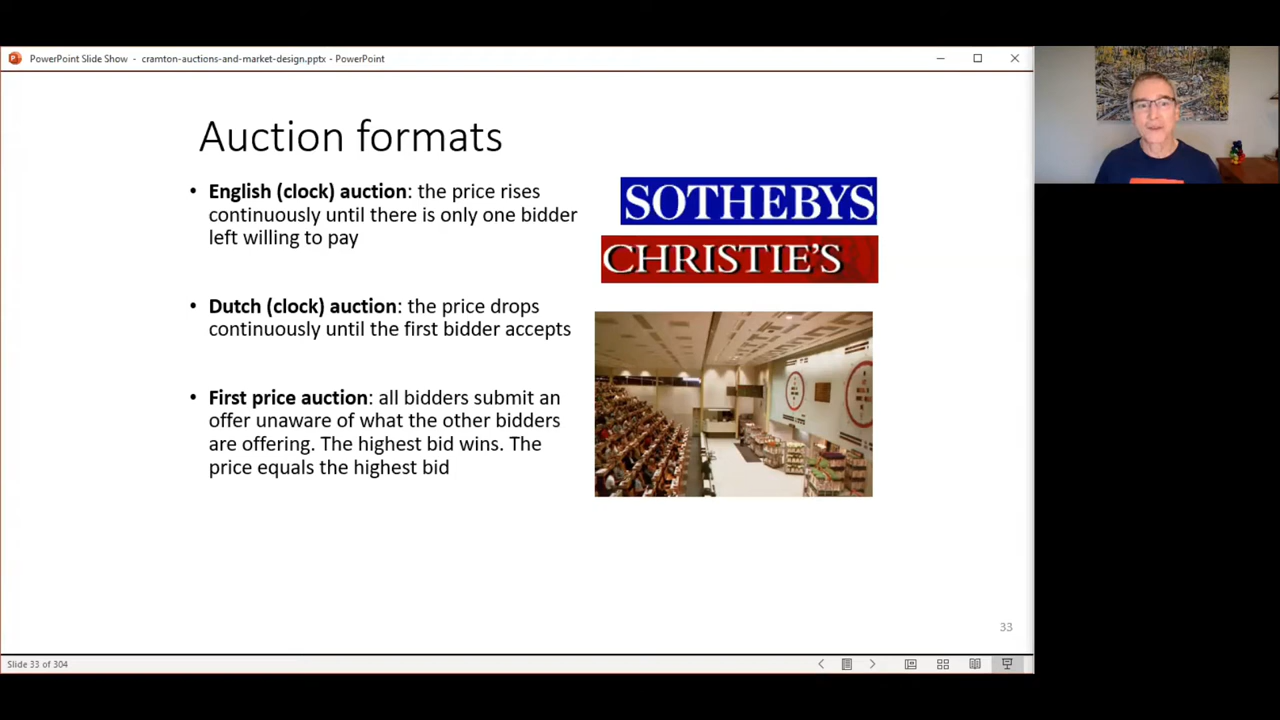 PowerPoint Slide Show - cramton-auctions-and-market-design.pptx - PowerPoint
Auction formats
• English (clock) auction: the price rises
continuously until there is only one bidder
left willing to pay
• Dutch (clock) auction: the price drops
continuously until the first bidder accepts
• First price auction: all bidders submit an
offer unaware of what the other bidders
are offering. The highest bid wins. The
price equals the highest bid
SOTHEBYS
CHRISTIE'S
33
Slide 33 of 304